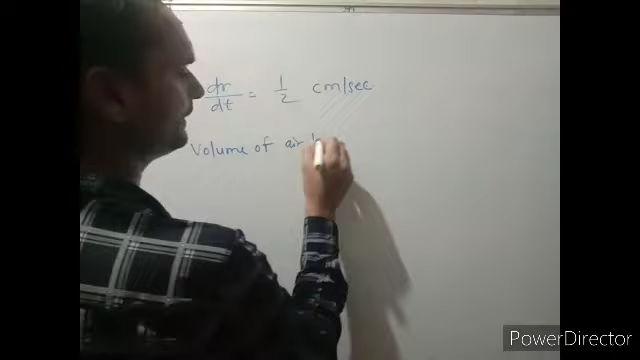 dr/dt = 1/2 cm/sec
Volume of air
PowerDirector